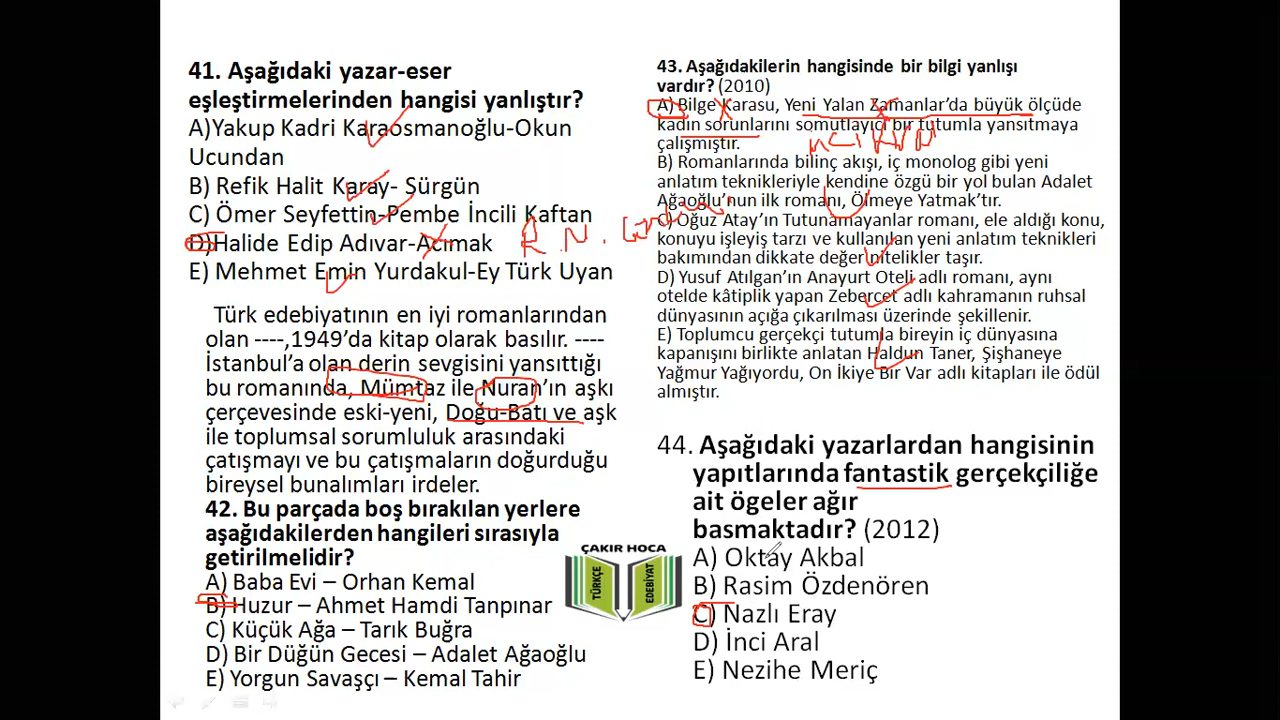 41. Aşağıdaki yazar-eser
eşleştirmelerinden hangisi yanlıştır?
A)Yakup Kadri Karaosmanoğlu-Okun
Ucundan
B) Refik Halit Karay- Sürgün
C) Ömer Seyfettin-Pembe İncili Kaftan
D)Halide Edip Adıvar-Acımak R.N.
E) Mehmet Emin Yurdakul-Ey Türk Uyan
Türk edebiyatının en iyi romanlarından
olan ----,1949’da kitap olarak basılır. ----
İstanbul’a olan derin sevgisini yansıttığı
bu romanında, Mümtaz ile Nuran’ın aşkı
çerçevesinde eski-yeni, Doğu-Batı ve aşk
ile toplumsal sorumluluk arasındaki
çatışmayı ve bu çatışmaların doğurduğu
bireysel bunalımları irdeler.
42. Bu parçada boş bırakılan yerlere
aşağıdakilerden hangileri sırasıyla
getirilmelidir?
A) Baba Evi – Orhan Kemal
B) Huzur – Ahmet Hamdi Tanpınar
C) Küçük Ağa – Tarık Buğra
D) Bir Düğün Gecesi – Adalet Ağaoğlu
E) Yorgun Savaşçı – Kemal Tahir
ÇAKIR HOCA
TÜRKÇE
EDEBİYAT
43. Aşağıdakilerin hangisinde bir bilgi yanlışı
vardır? (2010)
A) Bilge Karasu, Yeni Yalan Zamanlar’da büyük ölçüde
kadın sorunlarını somutlayıcı bir tutumla yansıtmaya
çalışmıştır.
B) Romanlarında bilinç akışı, iç monolog gibi yeni
anlatım teknikleriyle kendine özgü bir yol bulan Adalet
Ağaoğlu’nun ilk romanı, Ölmeye Yatmak’tır.
C) Oğuz Atay’ın Tutunamayanlar romanı, ele aldığı konu,
konuyu işleyiş tarzı ve kullanılan yeni anlatım teknikleri
bakımından dikkate değer nitelikler taşır.
D) Yusuf Atılgan’ın Anayurt Oteli adlı romanı, aynı
otelde kâtiplik yapan Zebercet adlı kahramanın ruhsal
dünyasının açığa çıkarılması üzerinde şekillenir.
E) Toplumcu gerçekçi tutumla bireyin iç dünyasına
kapanışını birlikte anlatan Haldun Taner, Şişhaneye
Yağmur Yağıyordu, On İkiye Bir Var adlı kitapları ile ödül
almıştır.
44. Aşağıdaki yazarlardan hangisinin
yapıtlarında fantastik gerçekçiliğe
ait ögeler ağır
basmaktadır? (2012)
A) Oktay Akbal
B) Rasim Özdenören
C) Nazlı Eray
D) İnci Aral
E) Nezihe Meriç